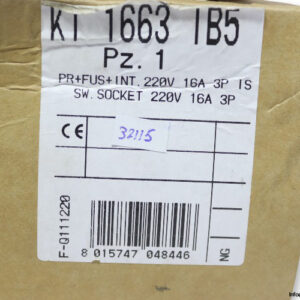 KT 1663 IB5
Pz. 1
PR+FUS+INT. 220V 16A 3P IS
SW. SOCKET 220V 16A 3P
CE
32115
F-Q111220
8 015747 048446
NG